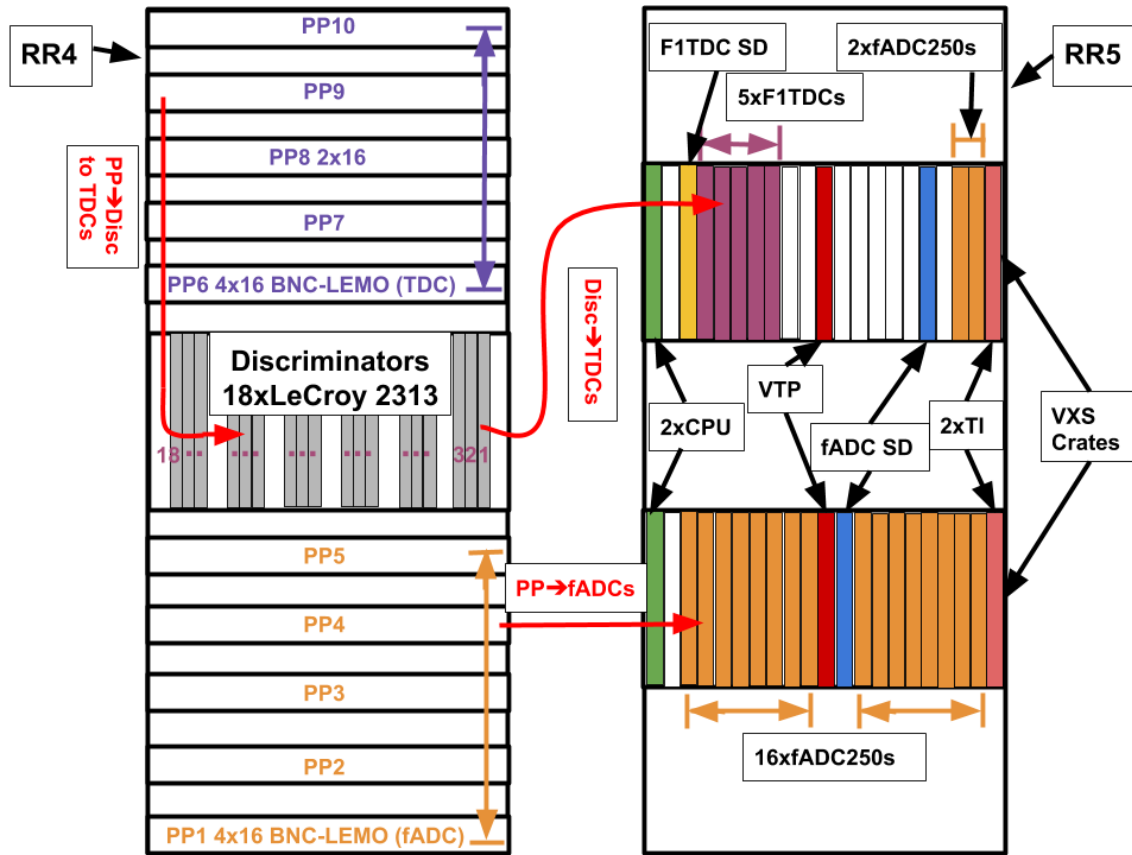 RR4
PP10
PP9
PP8 2x16
PP7
PP6 4x16 BNC-LEMO (TDC)
PP➔Disc
to TDCs
Discriminators
18xLeCroy 2313
18
...
...
...
...
...
321
PP5
PP4
PP3
PP2
PP1 4x16 BNC-LEMO (fADC)
Disc➔TDCs
PP➔fADCs
F1TDC SD
2xfADC250s
RR5
5xF1TDCs
VTP
2xCPU
fADC SD
2xTI
VXS
Crates
16xfADC250s